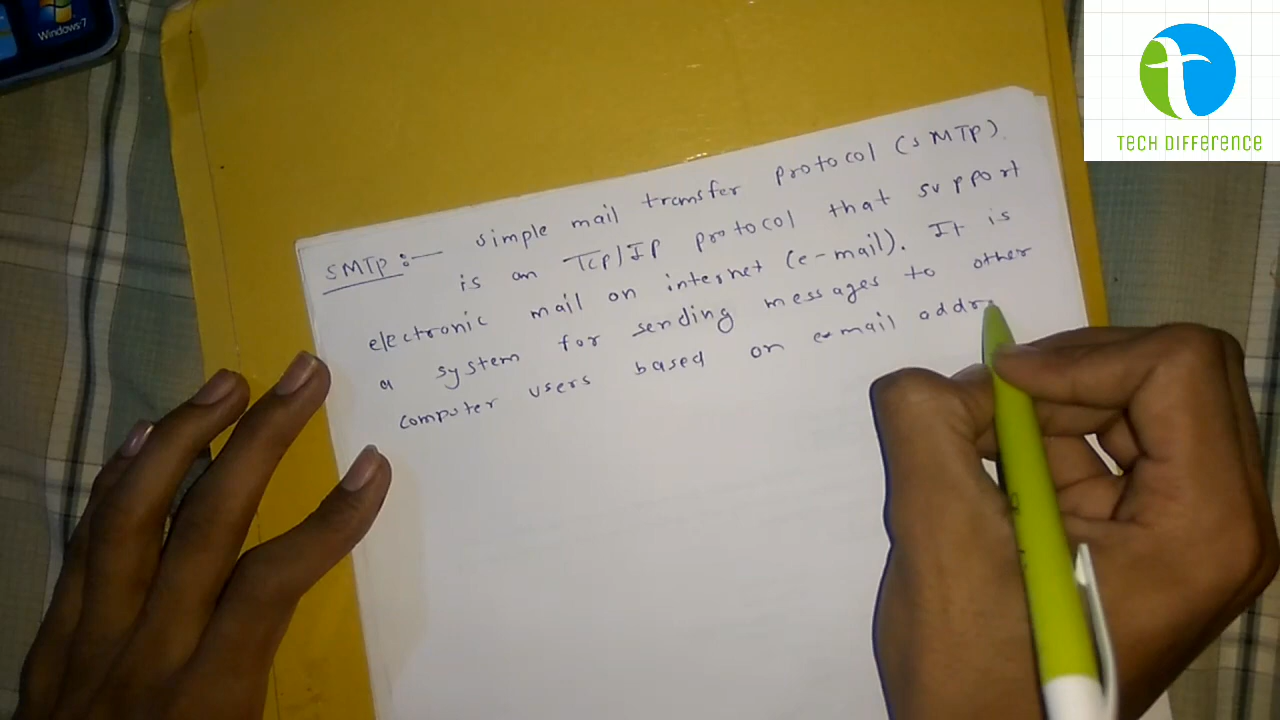 Windows 7
TECH DIFFERENCE
SMTP :— simple mail transfer protocol (SMTP)
is an TCP/IP protocol that support
electronic mail on internet (e-mail). It is
a system for sending messages to other
computer users based on e-mail addr